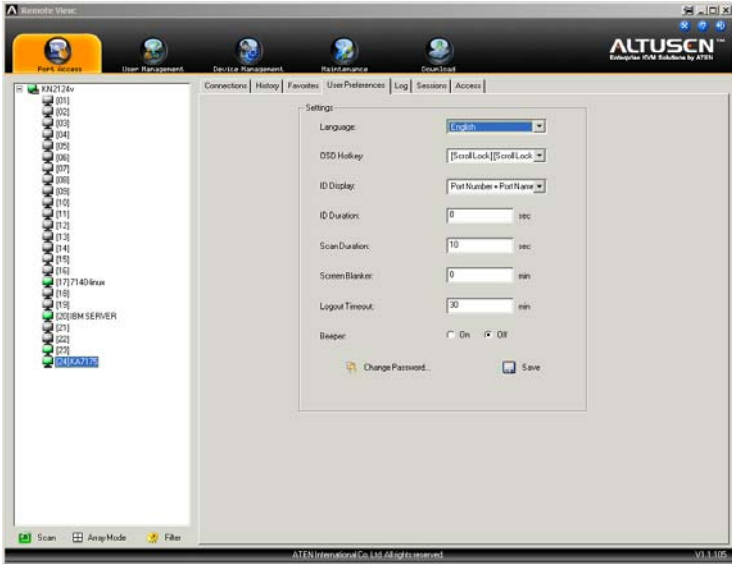 Remote View:
Port Access
User Management
Device Management
Maintenance
Download
ALTUSEN™
Enterprise KVM Solutions by ATEN
KN2124v
[01]
[02]
[03]
[04]
[05]
[06]
[07]
[08]
[09]
[10]
[11]
[12]
[13]
[14]
[15]
[16]
[17]7140-linux
[18]
[19]
[20]IBM SERVER
[21]
[22]
[23]
[24]KA7175
Connections History Favorites User Preferences Log Sessions Access
Settings
Language: English
OSD Hotkey [Scroll Lock][Scroll Lock
ID Display: Port Number + Port Name
ID Duration: 0 sec
Scan Duration: 10 sec
Screen Blanker: 0 min
Logout Timeout: 30 min
Beeper: On Off
Change Password... Save
Scan Array Mode Filter
ATEN International Co. Ltd. All rights reserved. V1.1.105